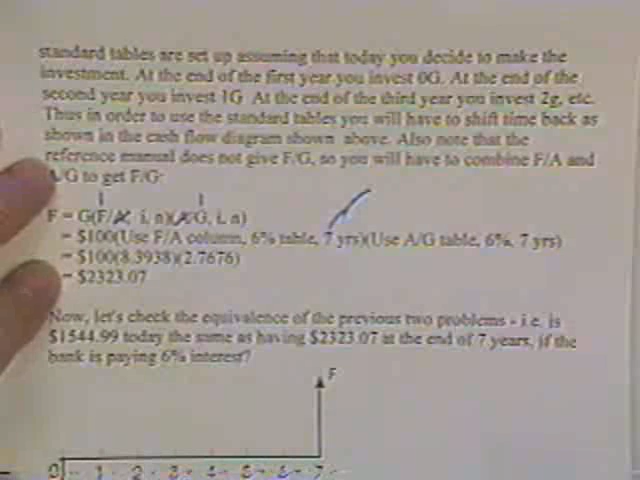 standard tables are set up assuming that today you decide to make the
investment. At the end of the first year you invest 0G. At the end of the
second year you invest 1G At the end of the third year you invest 2g, etc.
Thus in order to use the standard tables you will have to shift time back as
shown in the cash flow diagram shown above. Also note that the
reference manual does not give F/G, so you will have to combine F/A and
A/G to get F/G:
1 1
F = G(F/A, i, n)(A/G, i, n)
= $100(Use F/A column, 6% table, 7 yrs)(Use A/G table, 6%, 7 yrs)
= $100(8.3938)(2.7676)
= $2323.07
Now, let's check the equivalence of the previous two problems - i.e. is
$1544.99 today the same as having $2323.07 at the end of 7 years, if the
bank is paying 6% interest?
F
0 1 2 3 4 5 6 7